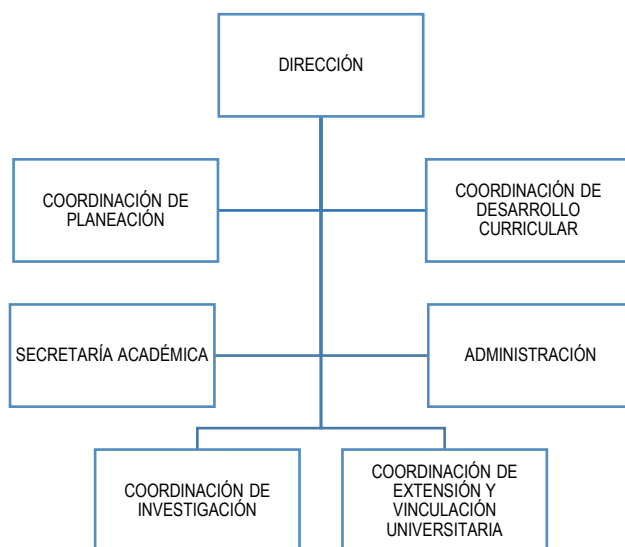 DIRECCIÓN
COORDINACIÓN DE
PLANEACIÓN
COORDINACIÓN DE
DESARROLLO
CURRICULAR
SECRETARÍA ACADÉMICA
ADMINISTRACIÓN
COORDINACIÓN DE
INVESTIGACIÓN
COORDINACIÓN DE
EXTENSIÓN Y
VINCULACIÓN
UNIVERSITARIA